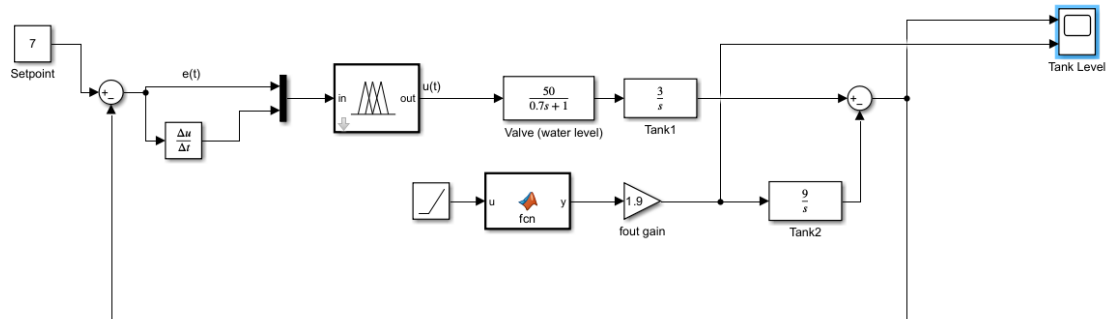 7
Setpoint
+
−
e(t)
Δu
Δt
in
out
u(t)
50
0.7s + 1
Valve (water level)
3
s
Tank1
+
−
Tank Level
u
fcn
y
1.9
fout gain
9
s
Tank2